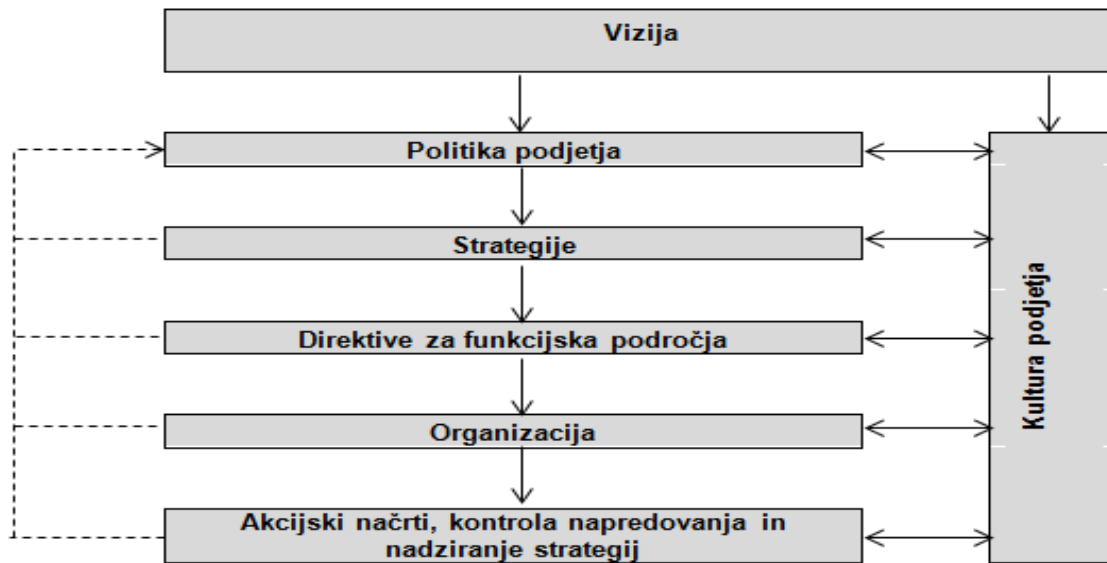 Vizija
Politika podjetja
Strategije
Direktive za funkcijska področja
Organizacija
Akcijski načrti, kontrola napredovanja in
nadziranje strategij
Kultura podjetja